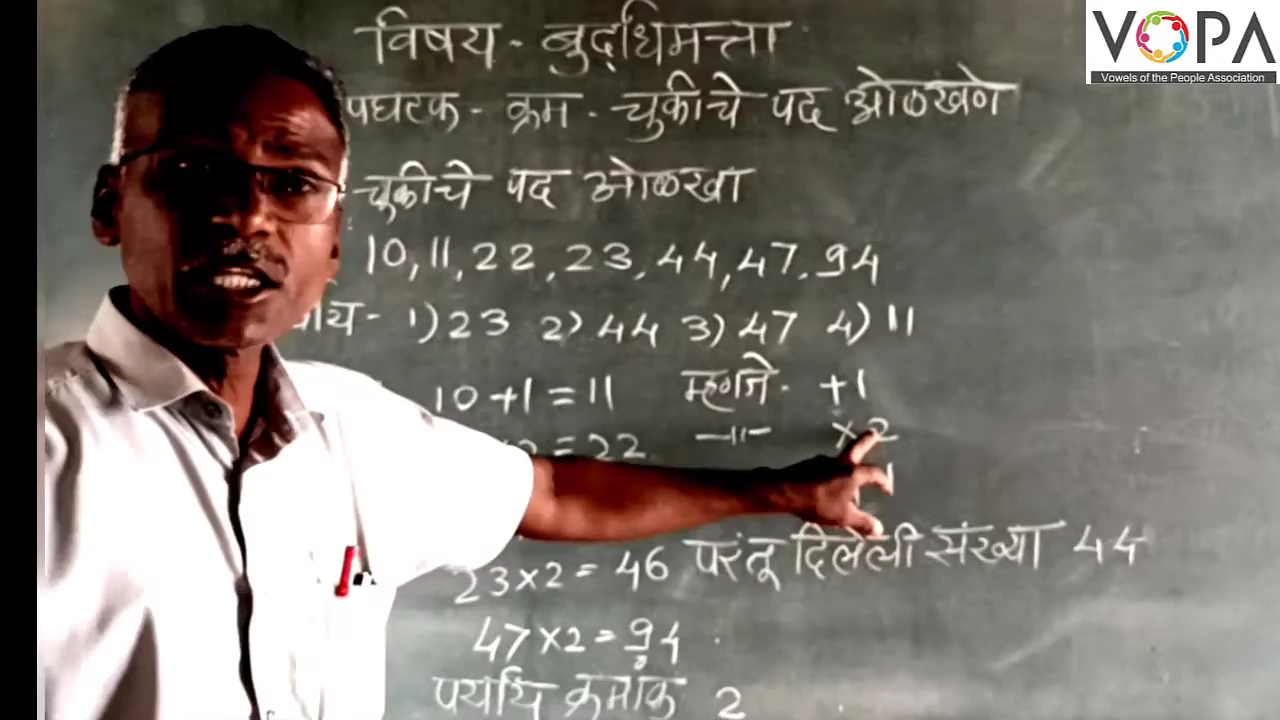 विषय - बुद्धिमत्ता
VOPA
Vowels of the People Association
पघटक - क्रम - चुकीचे पद ओळखणे
चुकीचे पद ओळखा
10, 11, 22, 23, 44, 47, 94
1) 23 2) 44 3) 47 4) 11
10 + 1 = 11 म्हणजे - +1
= 22 —॥— ×2
23 × 2 = 46 परंतू दिलेली संख्या 44
47 × 2 = 94
पर्याय क्रमांक 2